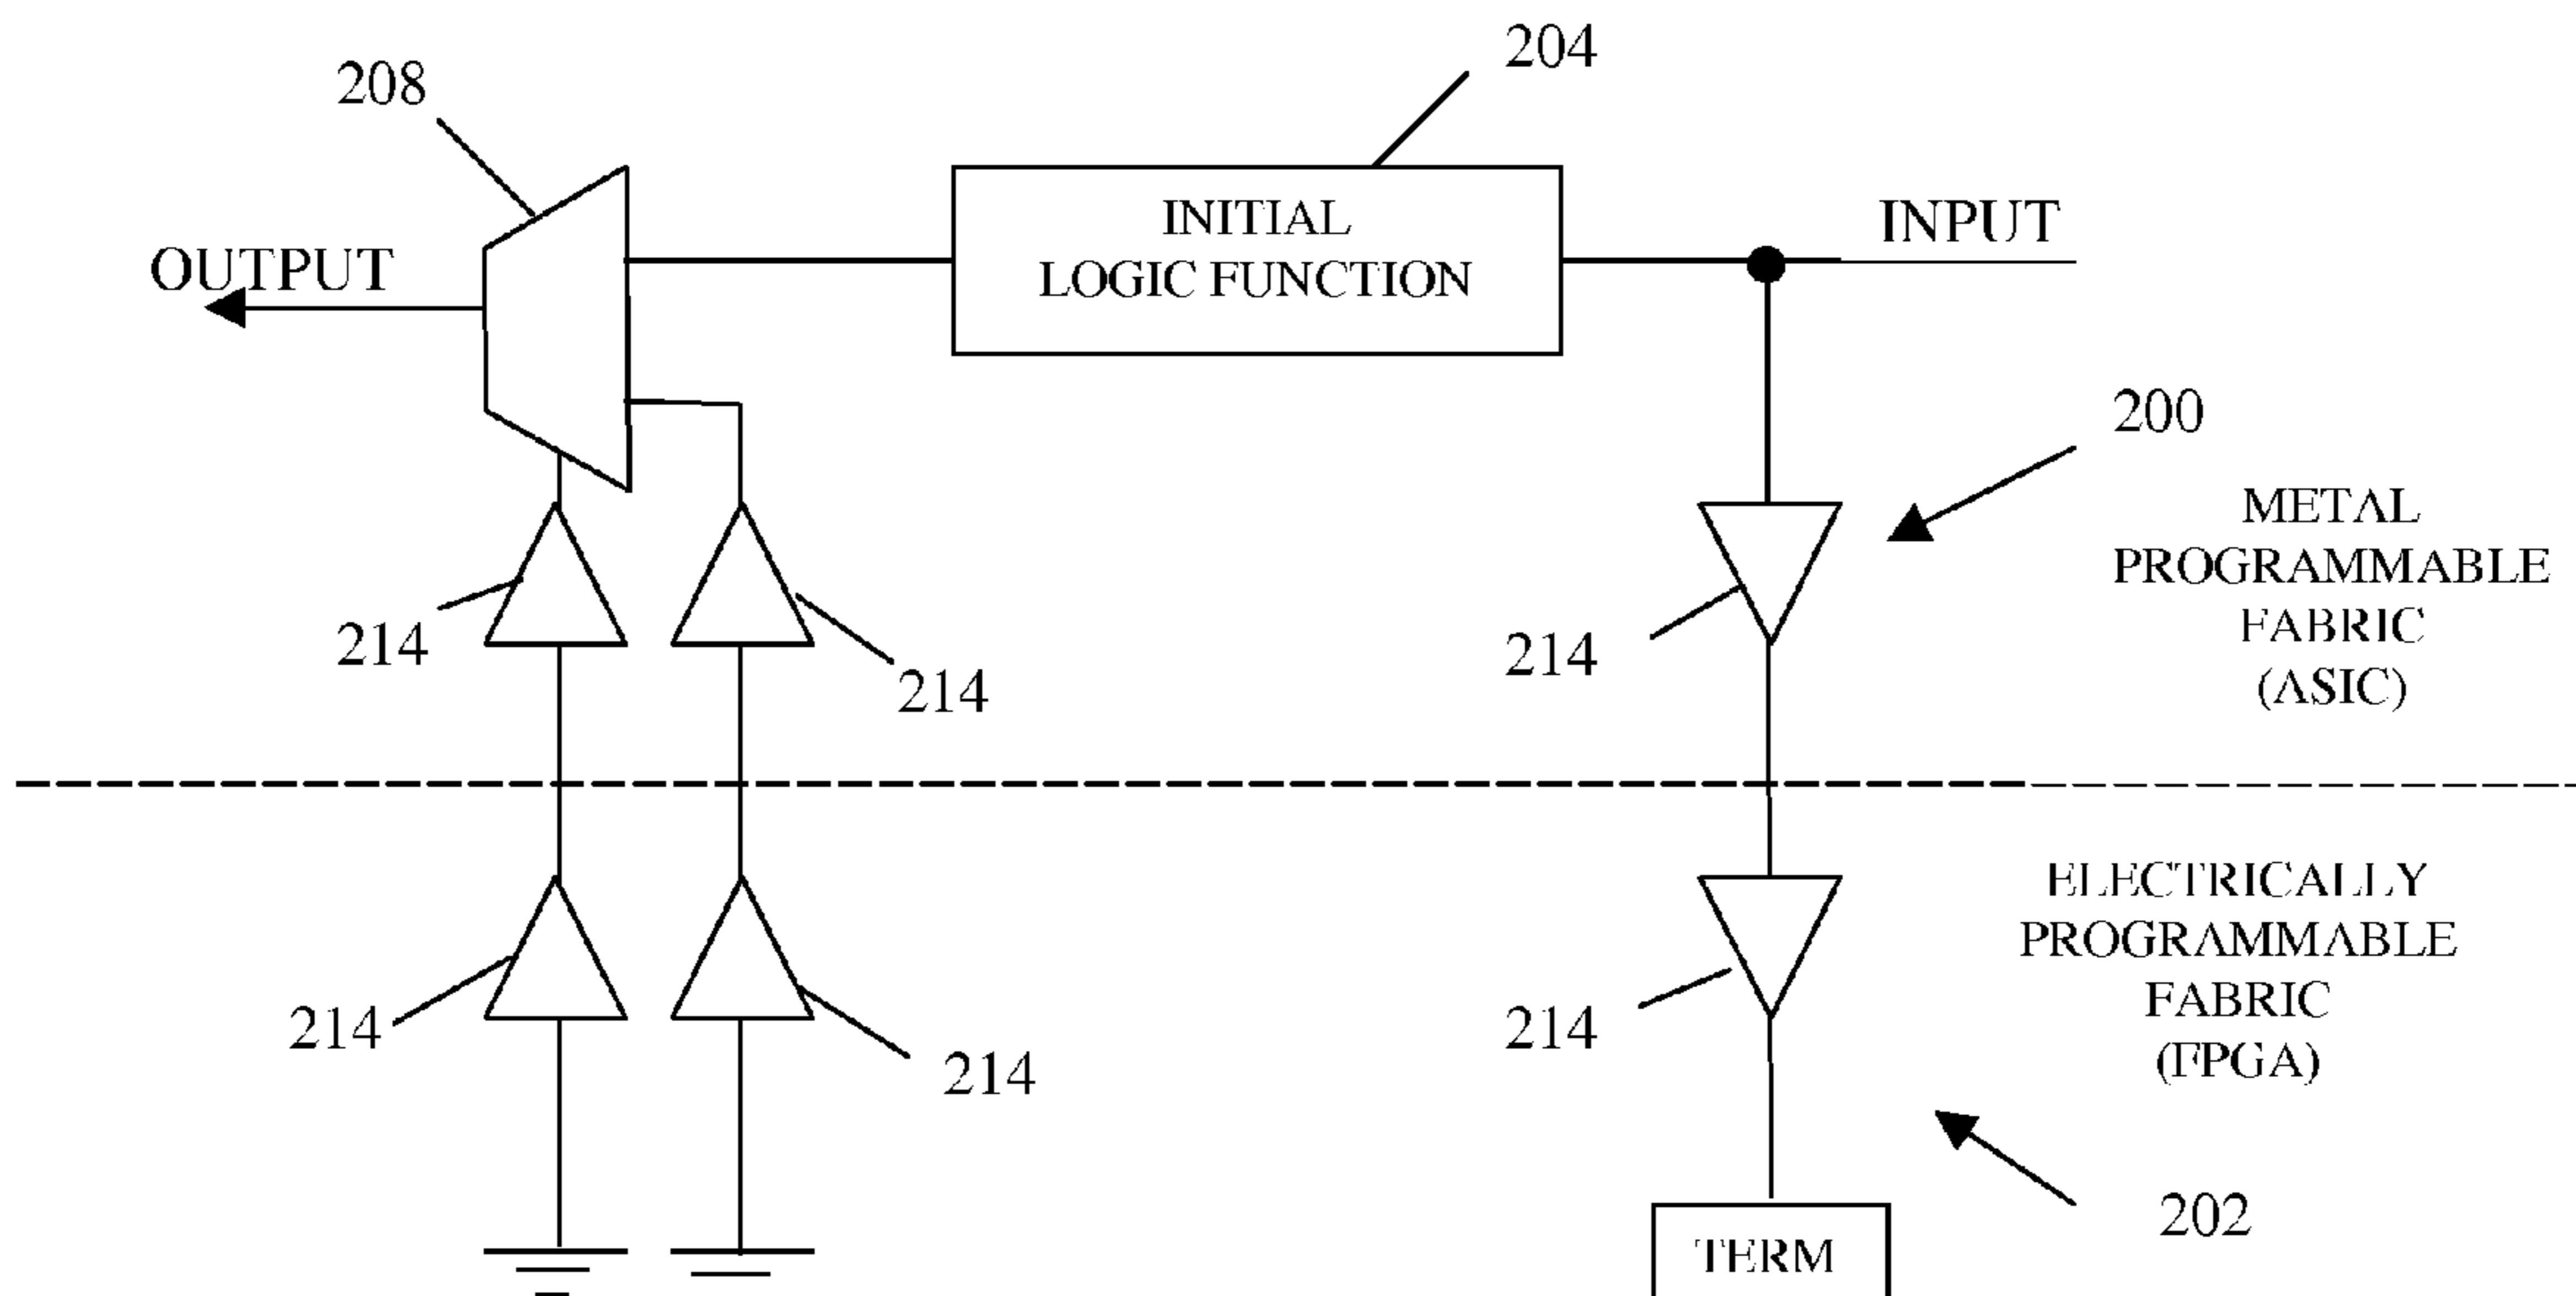 204
208
INITIAL
LOGIC FUNCTION
INPUT
OUTPUT
200
METAL
PROGRAMMABLE
FABRIC
(ASIC)
214
214
214
ELECTRICALLY
PROGRAMMABLE
FABRIC
(FPGA)
214
214
214
202
TERM